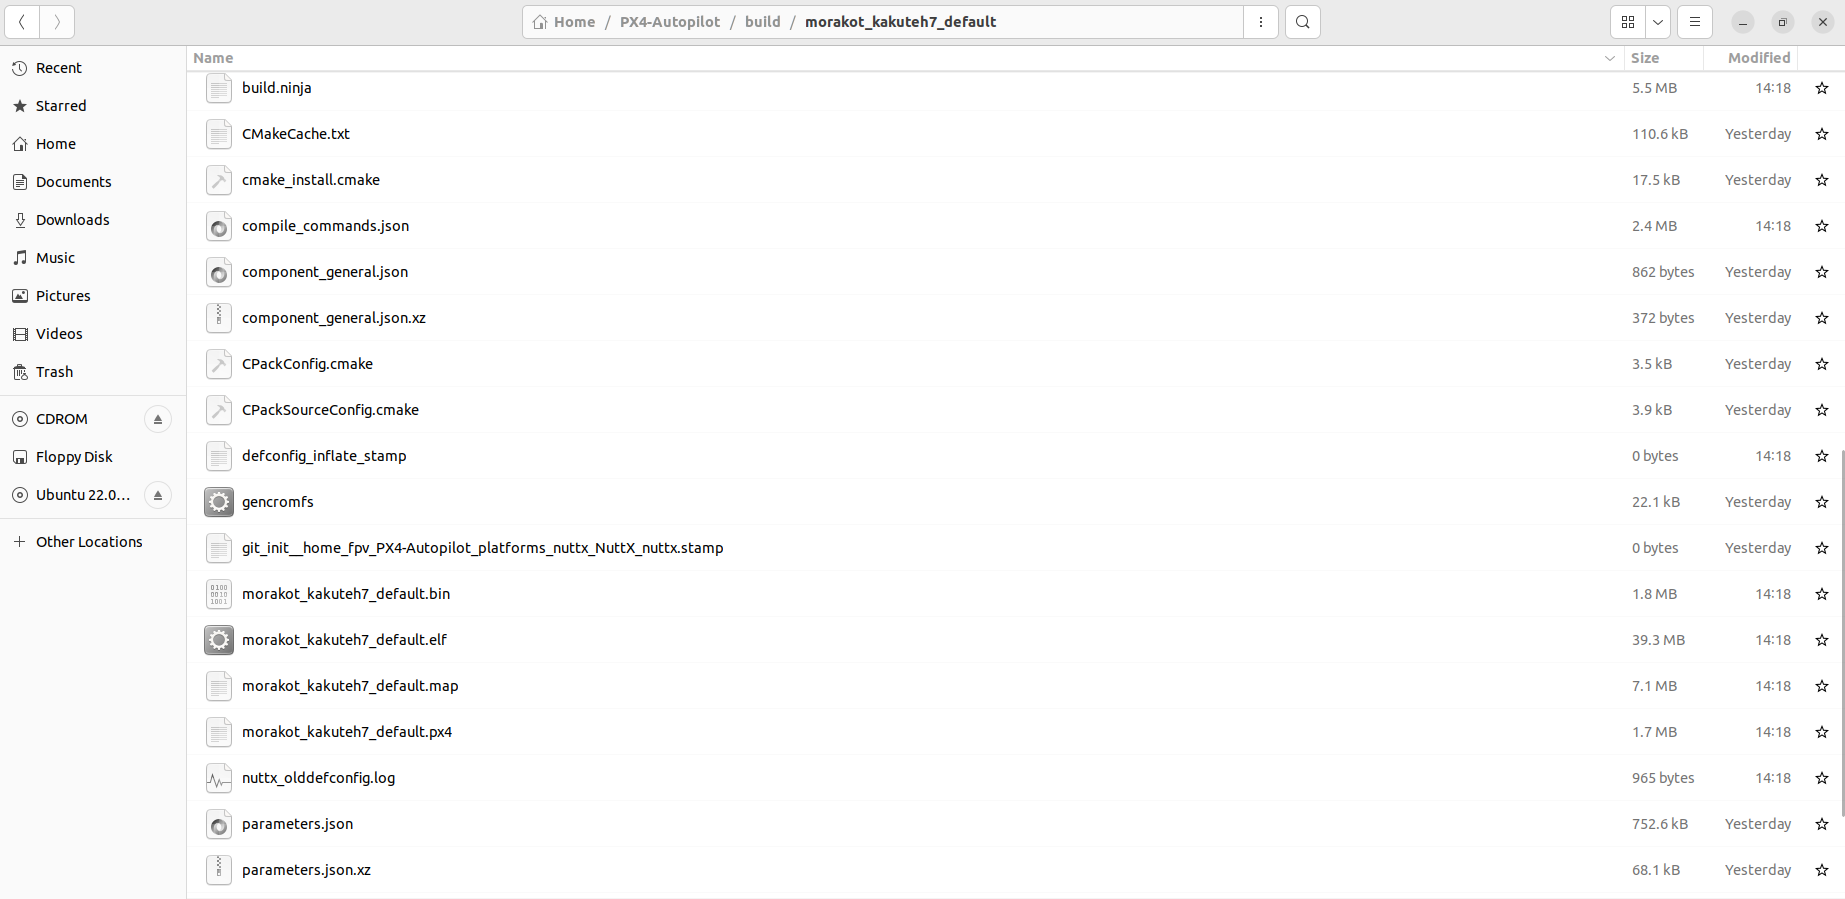 Home / PX4-Autopilot / build / morakot_kakuteh7_default
Recent
Starred
Home
Documents
Downloads
Music
Pictures
Videos
Trash
CDROM
Floppy Disk
Ubuntu 22.0...
Other Locations
Name Size Modified
build.ninja 5.5 MB 14:18
CMakeCache.txt 110.6 kB Yesterday
cmake_install.cmake 17.5 kB Yesterday
compile_commands.json 2.4 MB 14:18
component_general.json 862 bytes Yesterday
component_general.json.xz 372 bytes Yesterday
CPackConfig.cmake 3.5 kB Yesterday
CPackSourceConfig.cmake 3.9 kB Yesterday
defconfig_inflate_stamp 0 bytes 14:18
gencromfs 22.1 kB Yesterday
git_init__home_fpv_PX4-Autopilot_platforms_nuttx_NuttX_nuttx.stamp 0 bytes Yesterday
morakot_kakuteh7_default.bin 1.8 MB 14:18
morakot_kakuteh7_default.elf 39.3 MB 14:18
morakot_kakuteh7_default.map 7.1 MB 14:18
morakot_kakuteh7_default.px4 1.7 MB 14:18
nuttx_olddefconfig.log 965 bytes 14:18
parameters.json 752.6 kB Yesterday
parameters.json.xz 68.1 kB Yesterday